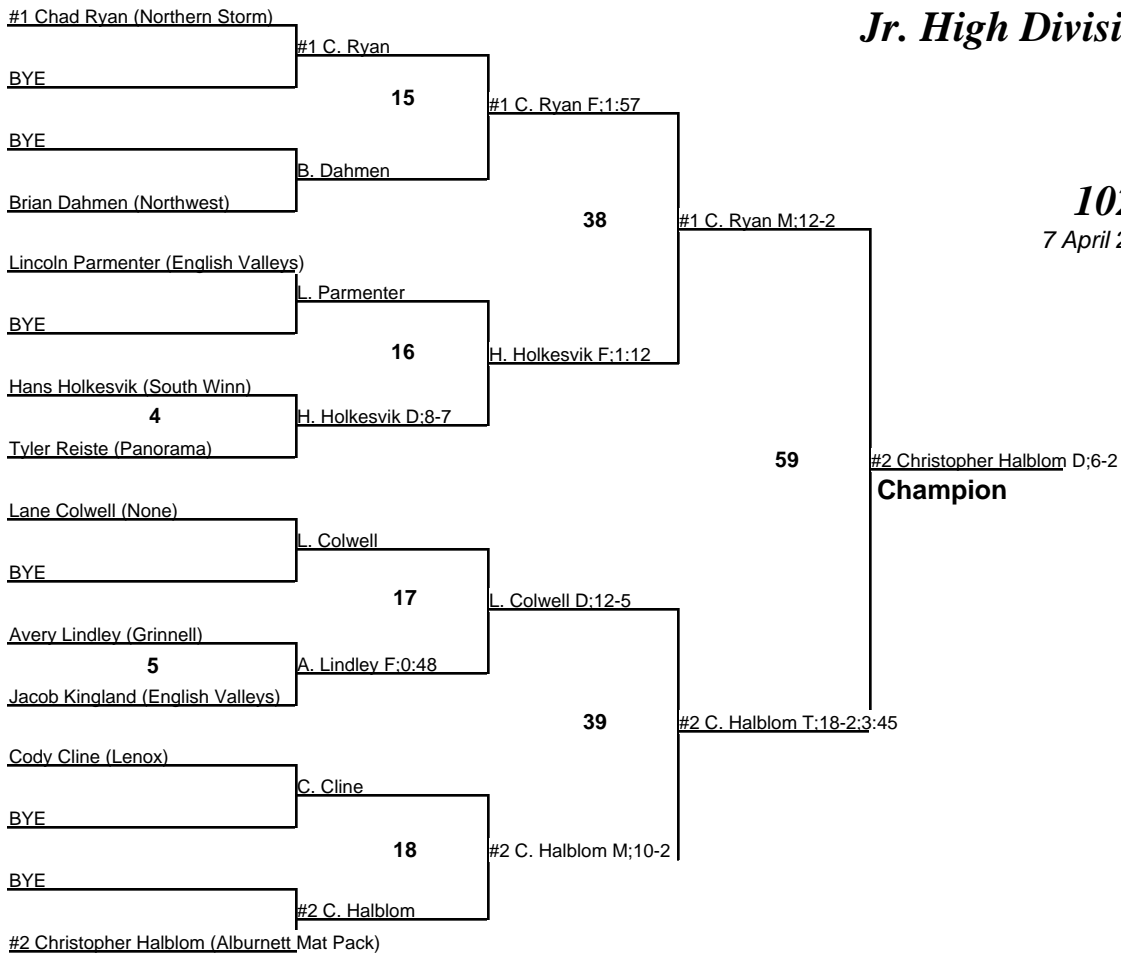 #1 Chad Ryan (Northern Storm)
Jr. High
#1 C. Ryan
BYE
15
#1 C. Ryan F;1:57
BYE
B. Dahmen
Brian Dahmen (Northwest)
38
#1 C. Ryan M;12-2
7 April
Lincoln Parmenter (English Valleys)
L. Parmenter
BYE
16
H. Holkesvik F;1:12
Hans Holkesvik (South Winn)
4
H. Holkesvik D;8-7
Tyler Reiste (Panorama)
59
#2 Christopher Halblom D;6-2
Champion
Lane Colwell (None)
L. Colwell
BYE
17
L. Colwell D;12-5
Avery Lindley (Grinnell)
5
A. Lindley F;0:48
Jacob Kingland (English Valleys)
39
#2 C. Halblom T;18-2;3:45
Cody Cline (Lenox)
C. Cline
BYE
18
#2 C. Halblom M;10-2
BYE
#2 C. Halblom
#2 Christopher Halblom (Alburnett Mat Pack)